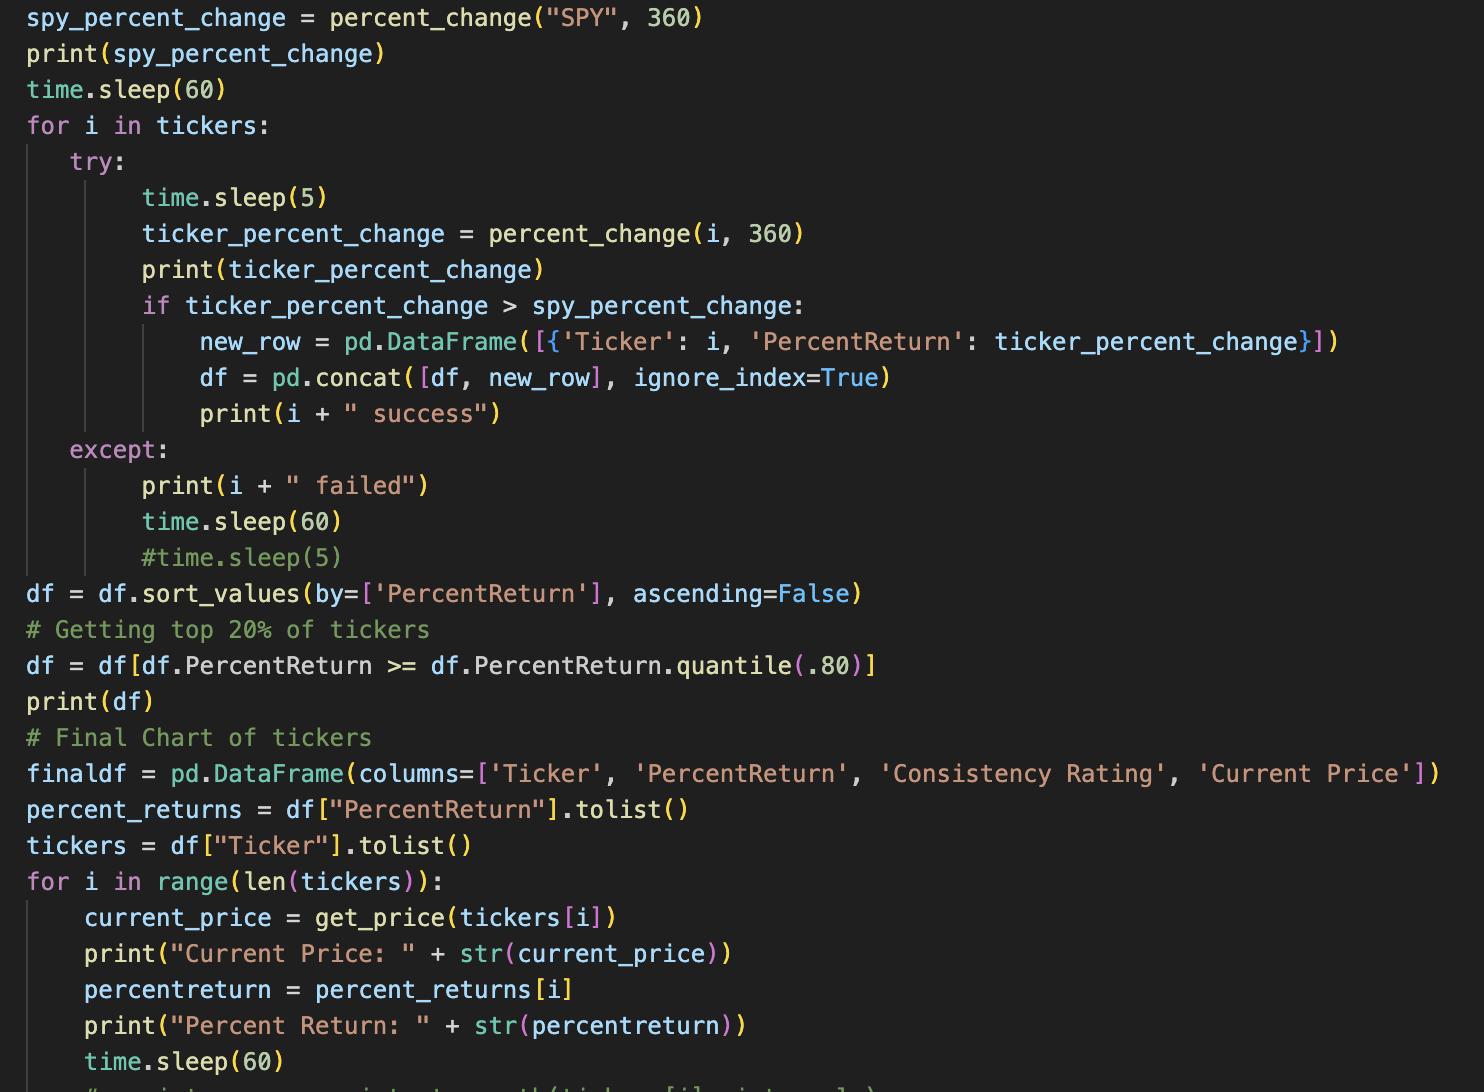 spy_percent_change = percent_change("SPY", 360)
print(spy_percent_change)
time.sleep(60)
for i in tickers:
   try:
        time.sleep(5)
        ticker_percent_change = percent_change(i, 360)
        print(ticker_percent_change)
        if ticker_percent_change > spy_percent_change:
            new_row = pd.DataFrame([{'Ticker': i, 'PercentReturn': ticker_percent_change}])
            df = pd.concat([df, new_row], ignore_index=True)
            print(i + " success")
   except:
        print(i + " failed")
        time.sleep(60)
        #time.sleep(5)
df = df.sort_values(by=['PercentReturn'], ascending=False)
# Getting top 20% of tickers
df = df[df.PercentReturn >= df.PercentReturn.quantile(.80)]
print(df)
# Final Chart of tickers
finaldf = pd.DataFrame(columns=['Ticker', 'PercentReturn', 'Consistency Rating', 'Current Price'])
percent_returns = df["PercentReturn"].tolist()
tickers = df["Ticker"].tolist()
for i in range(len(tickers)):
    current_price = get_price(tickers[i])
    print("Current Price: " + str(current_price))
    percentreturn = percent_returns[i]
    print("Percent Return: " + str(percentreturn))
    time.sleep(60)